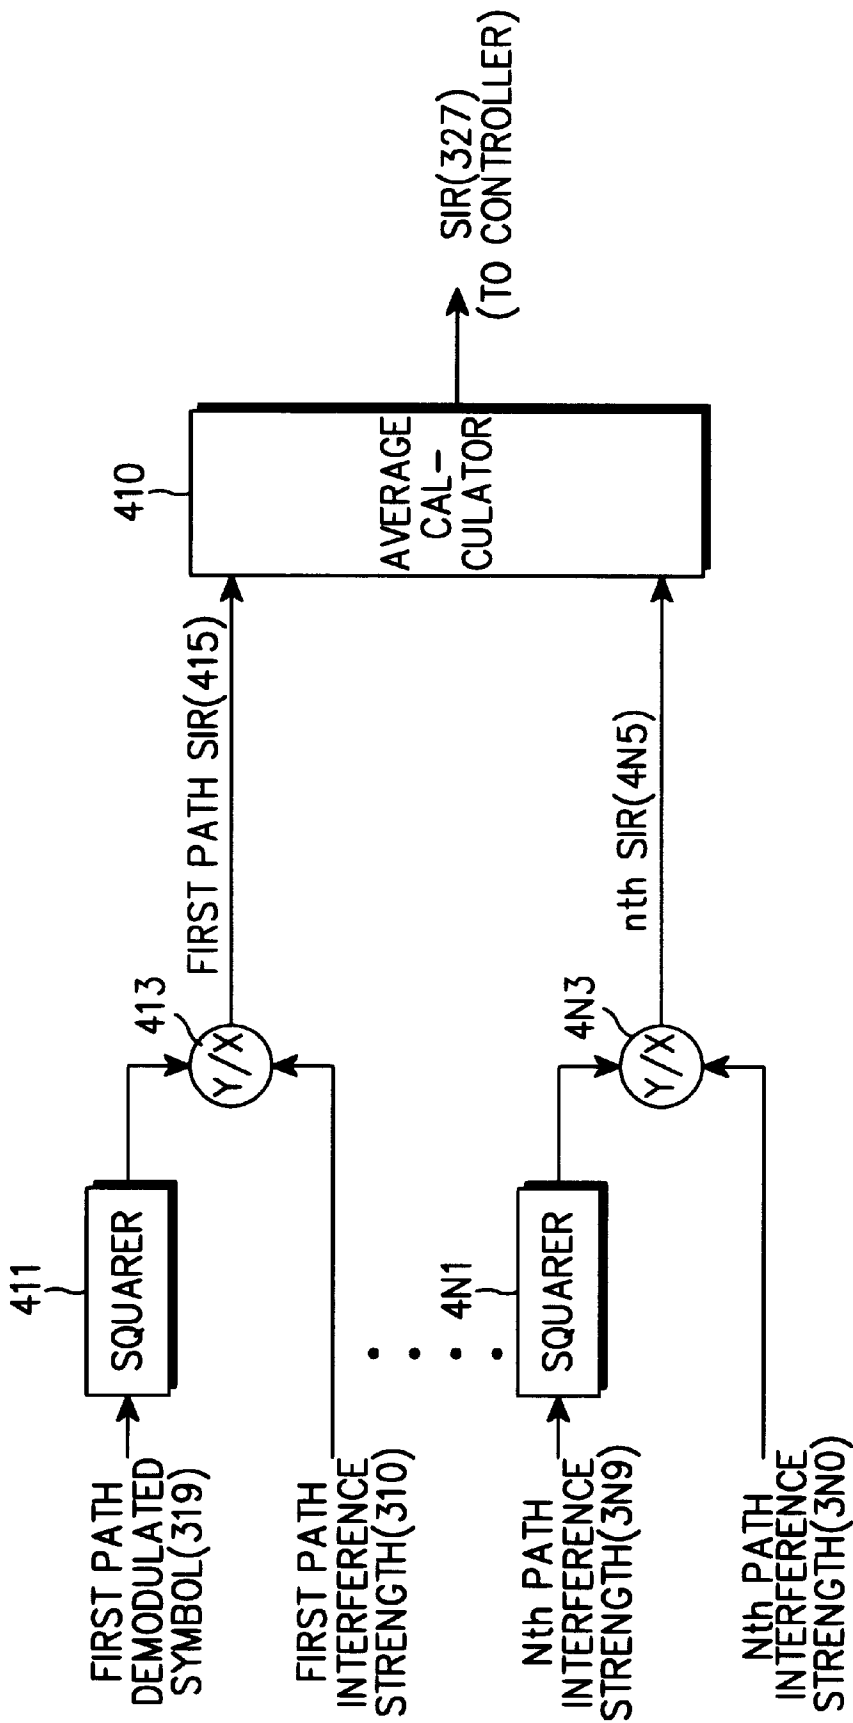 411
SQUARER
FIRST PATH
DEMODULATED
SYMBOL(319)
413
Y/X
FIRST PATH SIR(415)
FIRST PATH
INTERFERENCE
STRENGTH(310)
410
AVERAGE
CAL-
CULATOR
SIR(327)
(TO CONTROLLER)
4N1
SQUARER
Nth PATH
INTERFERENCE
STRENGTH(3N9)
4N3
Y/X
nth SIR(4N5)
Nth PATH
INTERFERENCE
STRENGTH(3N0)